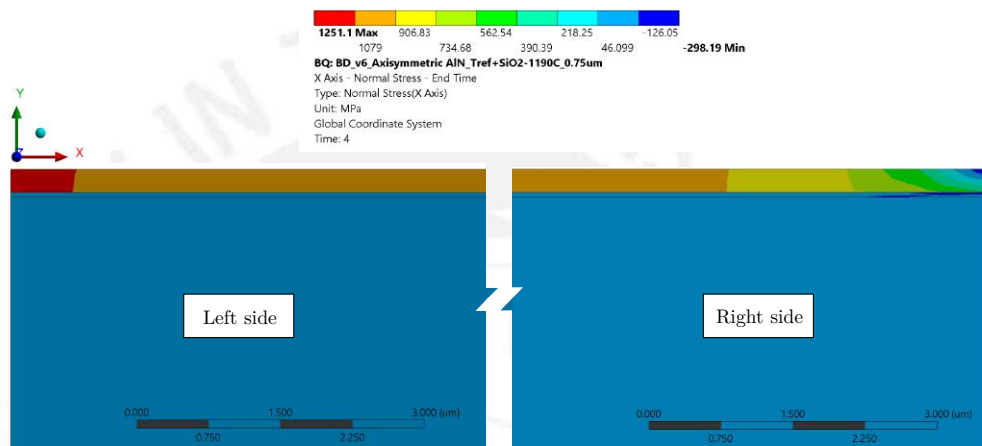 1251.1 Max 906.83 562.54 218.25 -126.05
1079 734.68 390.39 46.099 -298.19 Min
BQ: BD_v6_Axisymmetric AlN_Tref+SiO2-1190C_0.75um
X Axis - Normal Stress - End Time
Type: Normal Stress(X Axis)
Unit: MPa
Global Coordinate System
Time: 4
Y
Z X
Left side
Right side
0.000 1.500 3.000 (um)
0.750 2.250
0.000 1.500 3.000 (um)
0.750 2.250